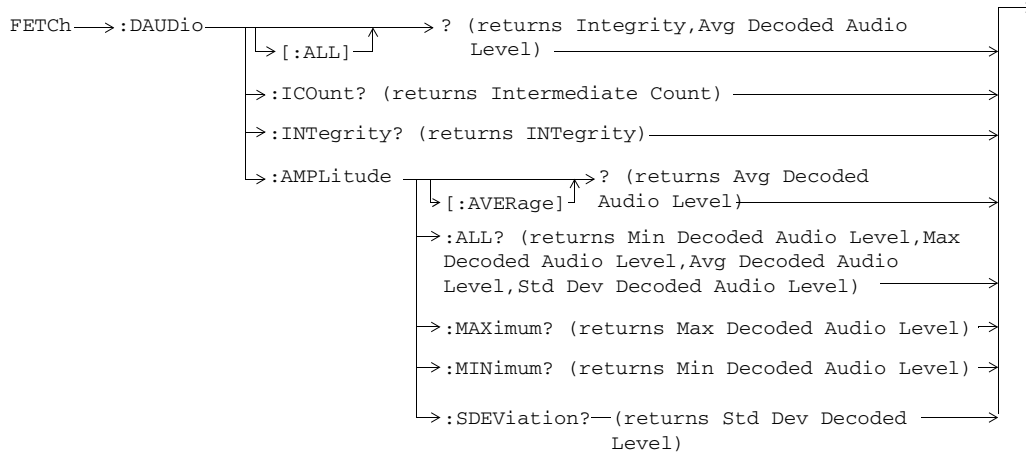 FETCh :DAUDio ? (returns Integrity,Avg Decoded Audio
[:ALL] Level)
:ICOunt? (returns Intermediate Count)
:INTegrity? (returns INTegrity)
:AMPLitude ? (returns Avg Decoded
[:AVERage] Audio Level)
:ALL? (returns Min Decoded Audio Level,Max
Decoded Audio Level,Avg Decoded Audio
Level,Std Dev Decoded Audio Level)
:MAXimum? (returns Max Decoded Audio Level)
:MINimum? (returns Min Decoded Audio Level)
:SDEViation? (returns Std Dev Decoded
Level)